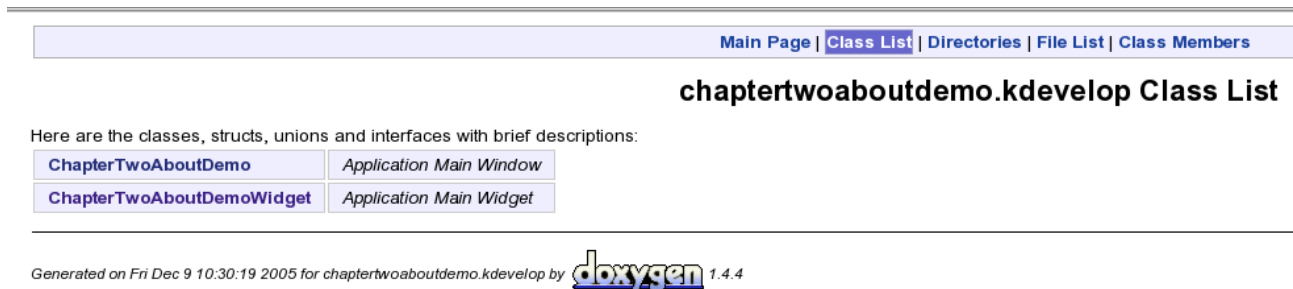 Main Page | Class List | Directories | File List | Class Members
chaptertwoaboutdemo.kdevelop Class List
Here are the classes, structs, unions and interfaces with brief descriptions:
ChapterTwoAboutDemo Application Main Window
ChapterTwoAboutDemoWidget Application Main Widget
Generated on Fri Dec 9 10:30:19 2005 for chaptertwoaboutdemo.kdevelop by doxygen 1.4.4